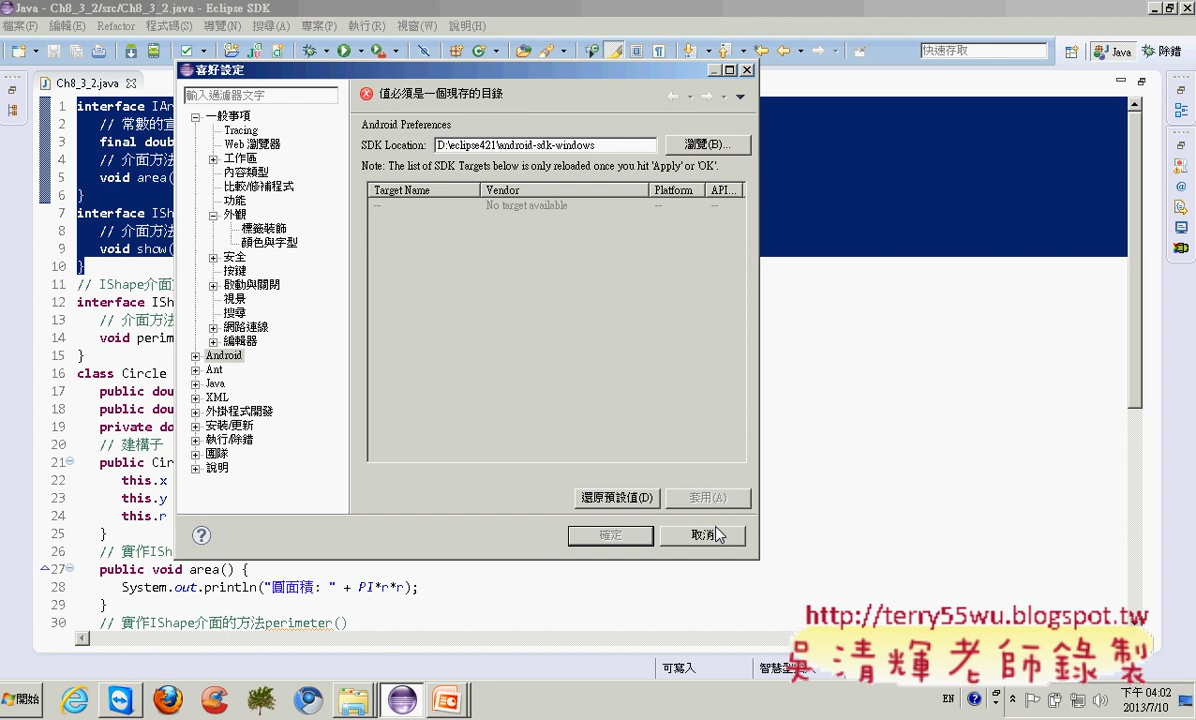 Java - Ch8_3_2/src/Ch8_3_2.java - Eclipse SDK
檔案(F) 編輯(E) Refactor 程式碼(S) 導覽(N) 搜尋(A) 專案(P) 執行(R) 視窗(W) 說明(H)
快速存取
Java
除錯
Ch8_3_2.java
1 interface IAr
2 // 常數的宣
3 final doub
4 // 介面方法
5 void area(
6 }
7 interface ISh
8 // 介面方法
9 void show(
10 }
11 // IShape介面
12 interface ISh
13 // 介面方法
14 void perim
15 }
16 class Circle
17 public dou
18 public dou
19 private do
20 // 建構子
21 public Cir
22 this.x
23 this.y
24 this.r
25 }
26 // 實作ISh
27 public void area() {
28 System.out.println("圓面積: " + PI*r*r);
29 }
30 // 實作IShape介面的方法perimeter()
喜好設定
輸入過濾器文字
一般事項
Tracing
Web 瀏覽器
工作區
內容類型
比較/修補程式
功能
外觀
標籤裝飾
顏色與字型
安全
按鍵
啟動與關閉
視景
搜尋
網路連線
編輯器
Android
Ant
Java
XML
外掛程式開發
安裝/更新
執行/除錯
團隊
說明
值必須是一個現存的目錄
Android Preferences
SDK Location: D:\eclipse421\android-sdk-windows 瀏覽(B)...
Note: The list of SDK Targets below is only reloaded once you hit 'Apply' or 'OK'.
Target Name Vendor Platform API...
-- No target available -- --
還原預設值(D) 套用(A)
確定 取消
http://terry55wu.blogspot.tw
吳清輝老師錄製
可寫入
開始
EN
下午 04:02
2013/7/10